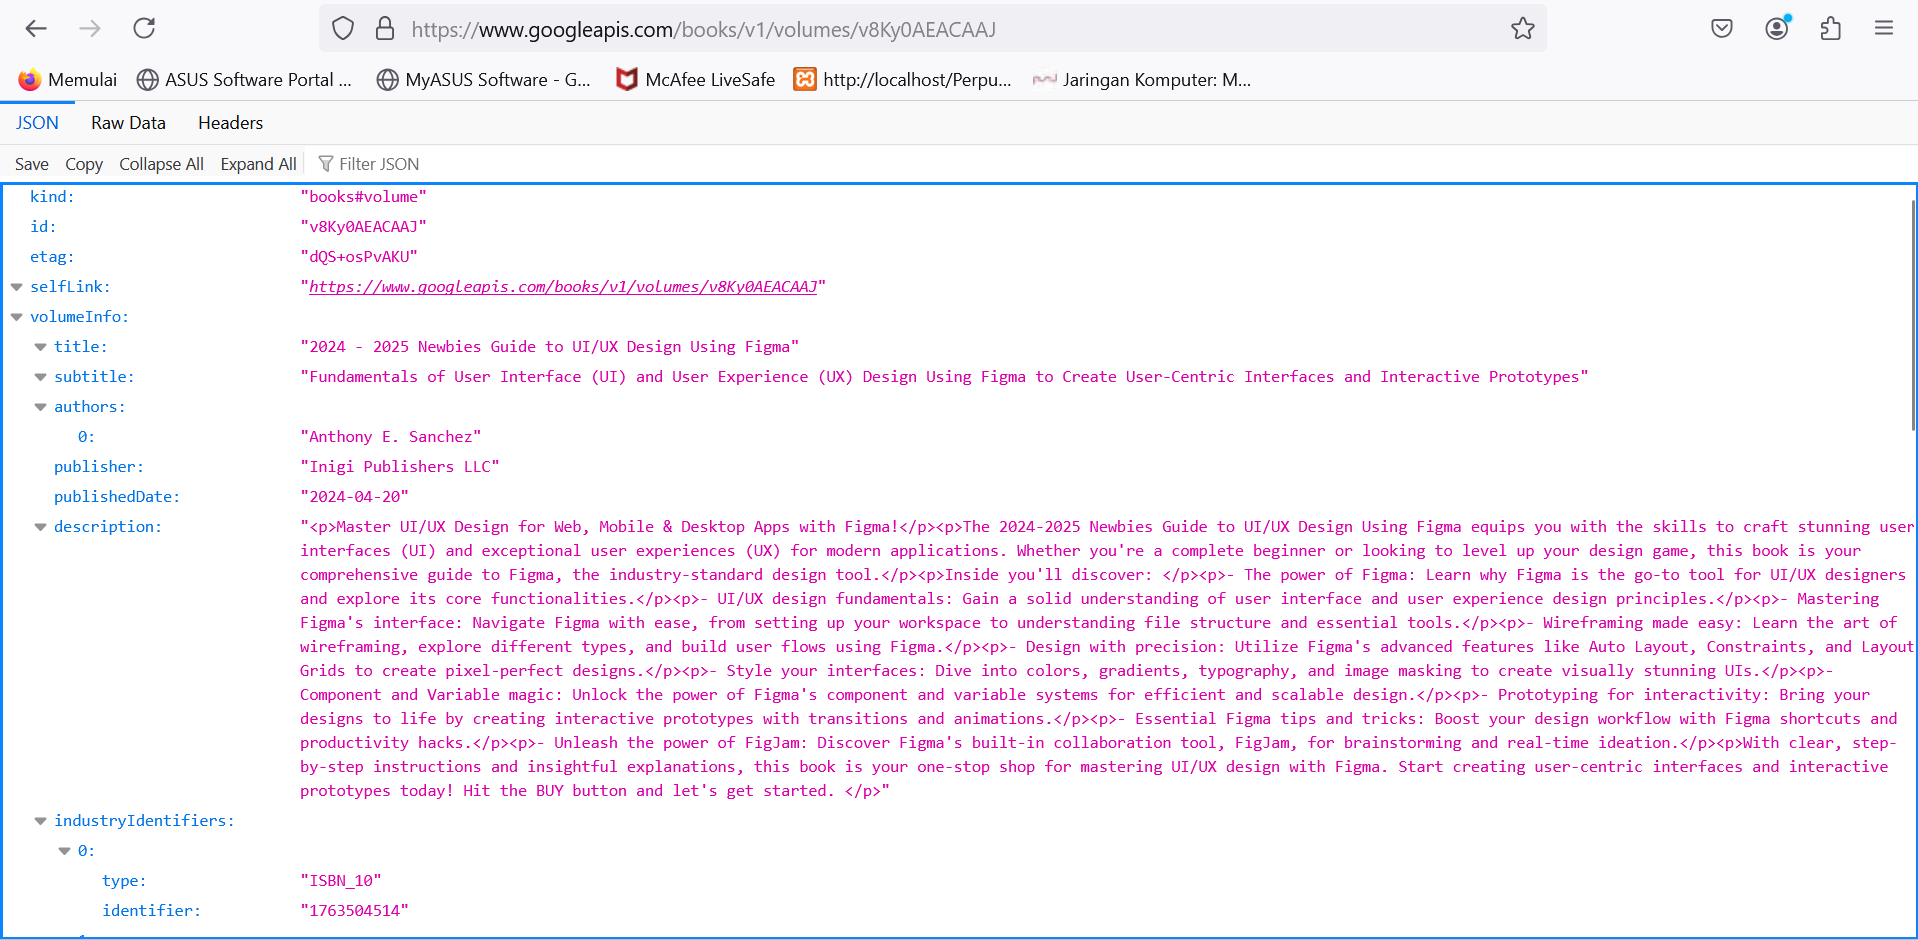 https://www.googleapis.com/books/v1/volumes/v8Ky0AEACAAJ
Memulai ASUS Software Portal ... MyASUS Software - G... McAfee LiveSafe http://localhost/Perpu... Jaringan Komputer: M...
JSON Raw Data Headers
Save Copy Collapse All Expand All Filter JSON
kind: "books#volume"
id: "v8Ky0AEACAAJ"
etag: "dQS+osPvAKU"
selfLink: "https://www.googleapis.com/books/v1/volumes/v8Ky0AEACAAJ"
volumeInfo:
title: "2024 - 2025 Newbies Guide to UI/UX Design Using Figma"
subtitle: "Fundamentals of User Interface (UI) and User Experience (UX) Design Using Figma to Create User-Centric Interfaces and Interactive Prototypes"
authors:
0: "Anthony E. Sanchez"
publisher: "Inigi Publishers LLC"
publishedDate: "2024-04-20"
description: "<p>Master UI/UX Design for Web, Mobile & Desktop Apps with Figma!</p><p>The 2024-2025 Newbies Guide to UI/UX Design Using Figma equips you with the skills to craft stunning user
interfaces (UI) and exceptional user experiences (UX) for modern applications. Whether you're a complete beginner or looking to level up your design game, this book is your
comprehensive guide to Figma, the industry-standard design tool.</p><p>Inside you'll discover: </p><p>- The power of Figma: Learn why Figma is the go-to tool for UI/UX designers
and explore its core functionalities.</p><p>- UI/UX design fundamentals: Gain a solid understanding of user interface and user experience design principles.</p><p>- Mastering
Figma's interface: Navigate Figma with ease, from setting up your workspace to understanding file structure and essential tools.</p><p>- Wireframing made easy: Learn the art of
wireframing, explore different types, and build user flows using Figma.</p><p>- Design with precision: Utilize Figma's advanced features like Auto Layout, Constraints, and Layout
Grids to create pixel-perfect designs.</p><p>- Style your interfaces: Dive into colors, gradients, typography, and image masking to create visually stunning UIs.</p><p>-
Component and Variable magic: Unlock the power of Figma's component and variable systems for efficient and scalable design.</p><p>- Prototyping for interactivity: Bring your
designs to life by creating interactive prototypes with transitions and animations.</p><p>- Essential Figma tips and tricks: Boost your design workflow with Figma shortcuts and
productivity hacks.</p><p>- Unleash the power of FigJam: Discover Figma's built-in collaboration tool, FigJam, for brainstorming and real-time ideation.</p><p>With clear, step-
by-step instructions and insightful explanations, this book is your one-stop shop for mastering UI/UX design with Figma. Start creating user-centric interfaces and interactive
prototypes today! Hit the BUY button and let's get started. </p>"
industryIdentifiers:
0:
type: "ISBN_10"
identifier: "1763504514"